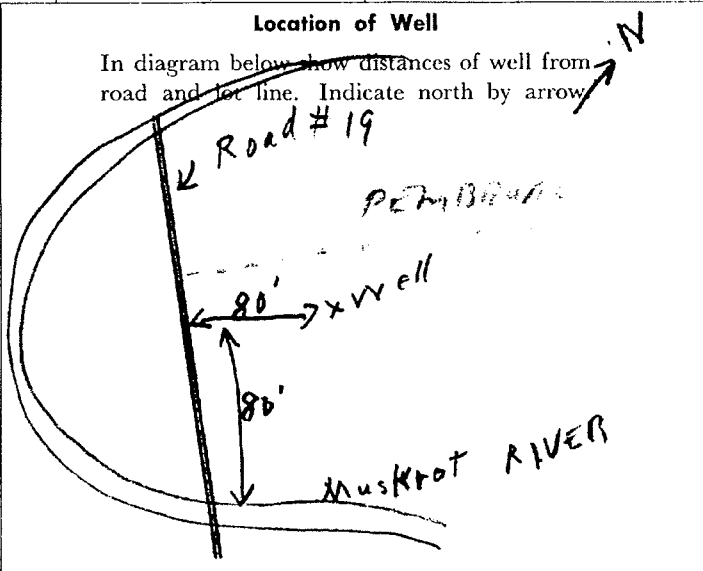 Location of Well
In diagram below show distances of well from
road and lot line. Indicate north by arrow.
N
Road # 19
80' x Well
80'
Muskrat RIVER